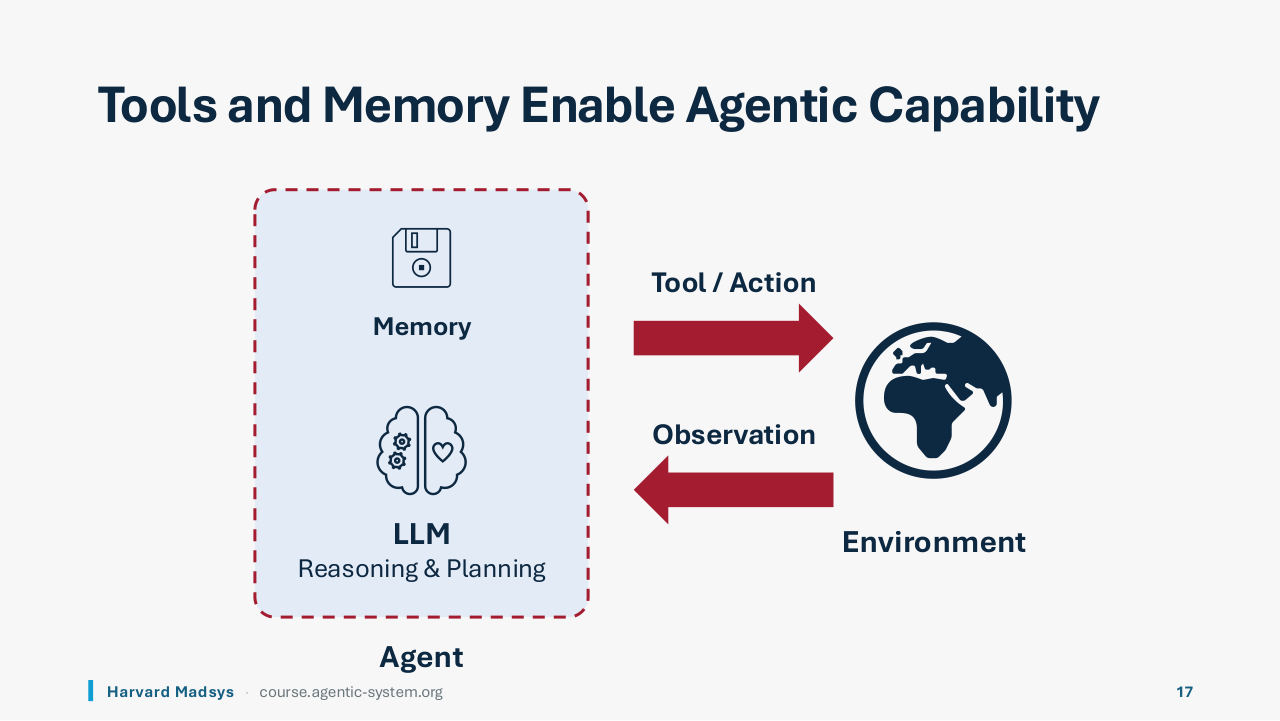 Tools and Memory Enable Agentic Capability
Memory
LLM
Reasoning & Planning
Agent
Tool / Action
Observation
Environment
Harvard Madsys · course.agentic-system.org
17